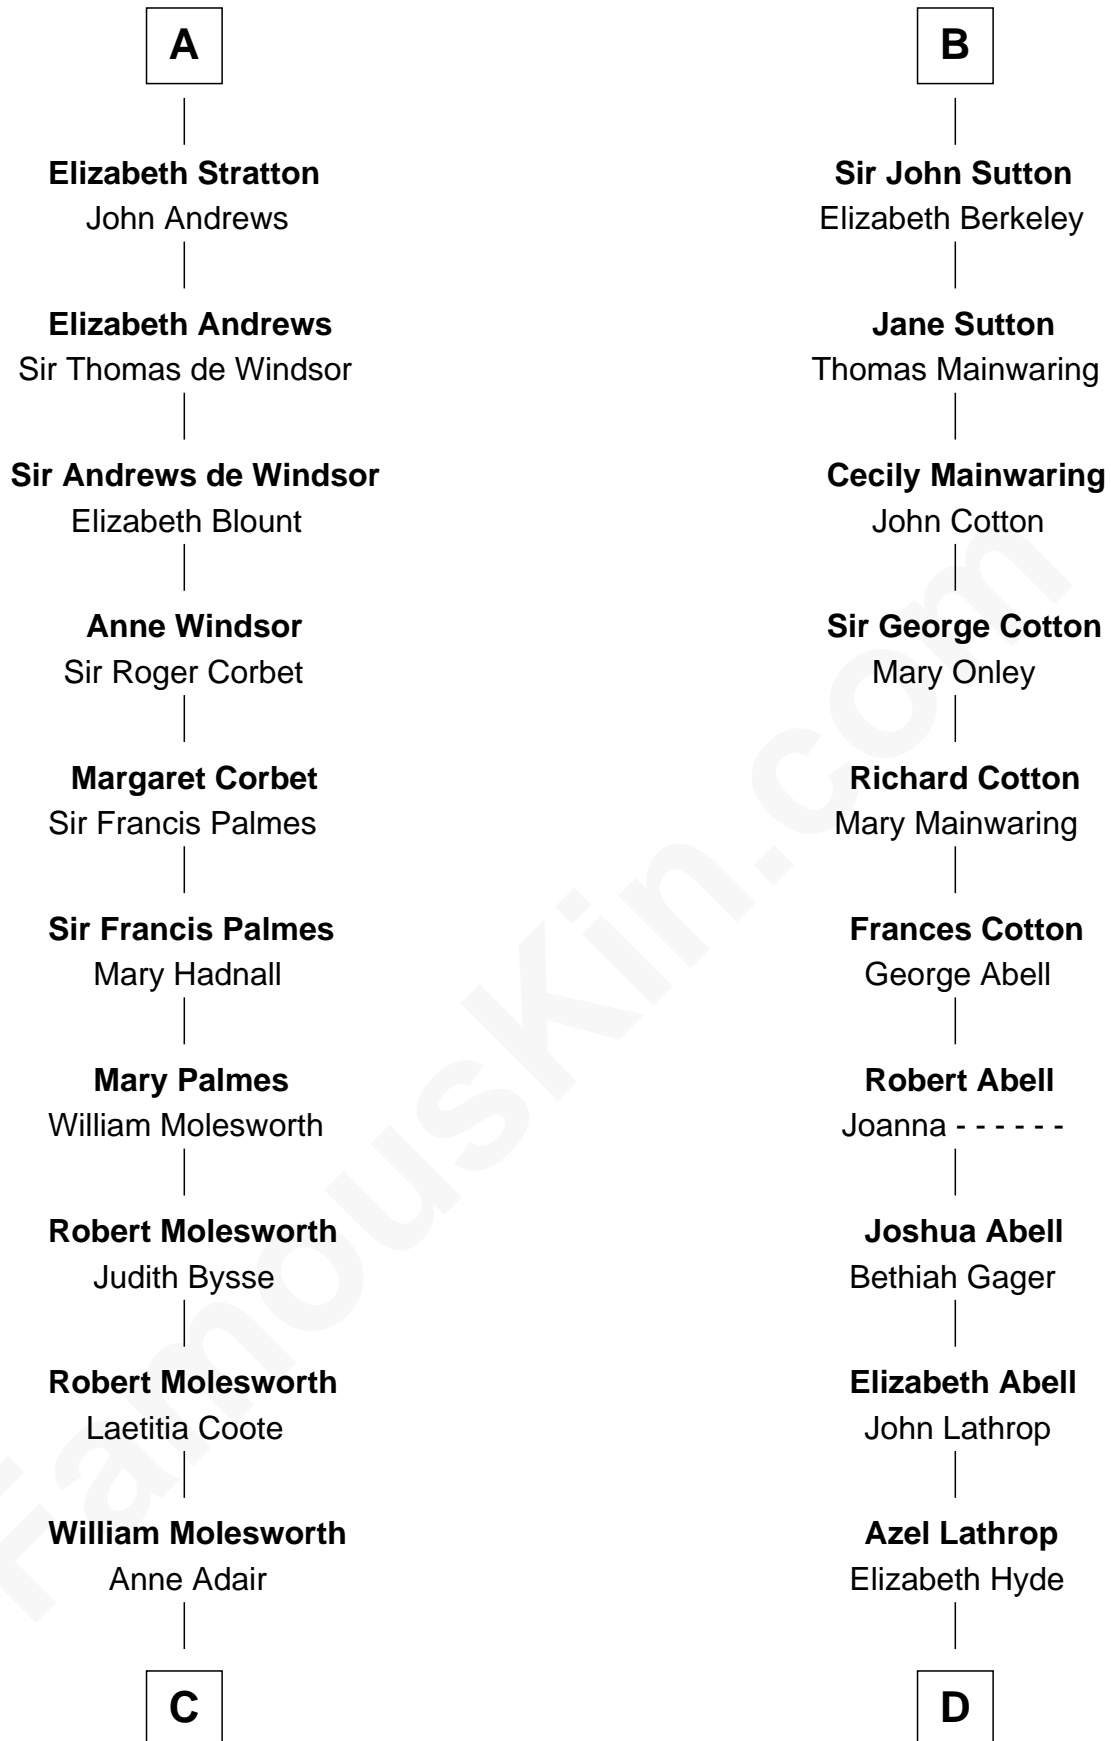 A
Elizabeth Stratton
John Andrews
Elizabeth Andrews
Sir Thomas de Windsor
Sir Andrews de Windsor
Elizabeth Blount
Anne Windsor
Sir Roger Corbet
Margaret Corbet
Sir Francis Palmes
Sir Francis Palmes
Mary Hadnall
Mary Palmes
William Molesworth
Robert Molesworth
Judith Bysse
Robert Molesworth
Laetitia Coote
William Molesworth
Anne Adair
C
B
Sir John Sutton
Elizabeth Berkeley
Jane Sutton
Thomas Mainwaring
Cecily Mainwaring
John Cotton
Sir George Cotton
Mary Onley
Richard Cotton
Mary Mainwaring
Frances Cotton
George Abell
Robert Abell
Joanna - - - - - -
Joshua Abell
Bethiah Gager
Elizabeth Abell
John Lathrop
Azel Lathrop
Elizabeth Hyde
D
FamousKin.com